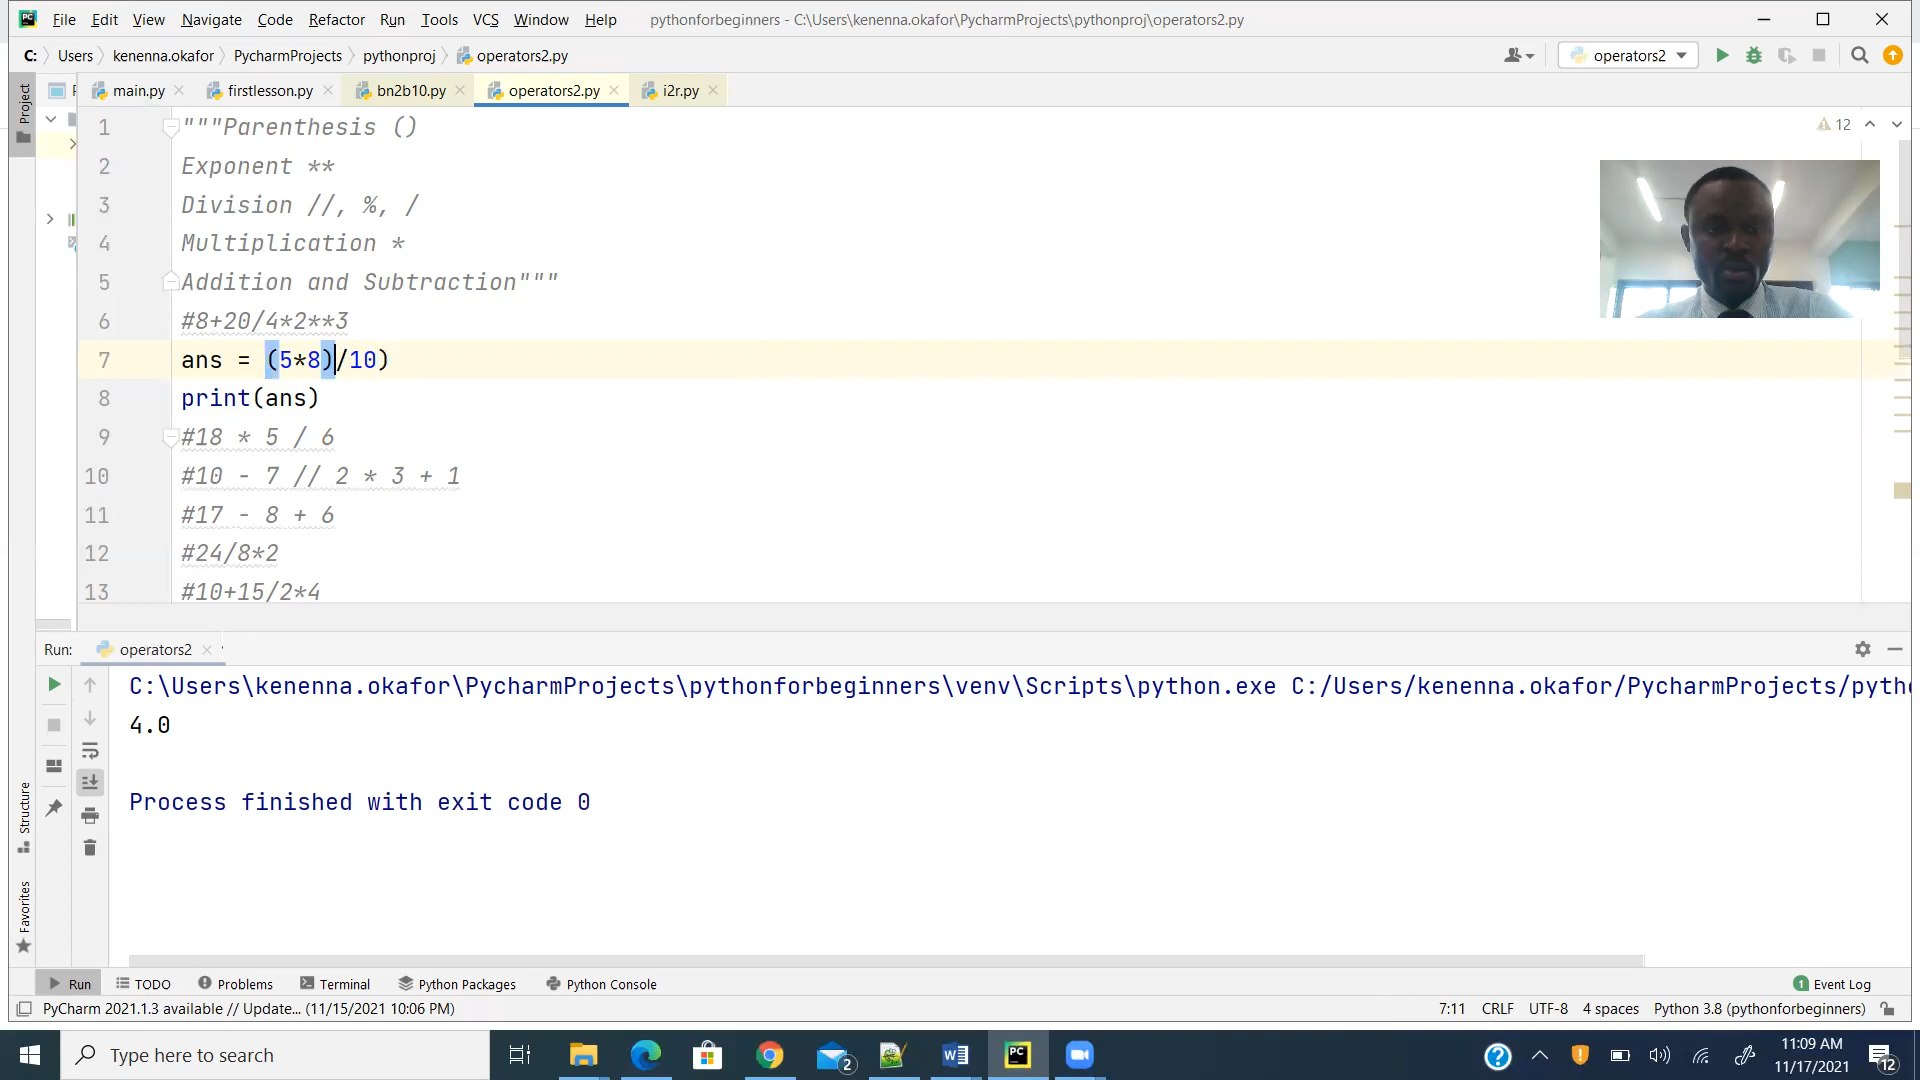 File Edit View Navigate Code Refactor Run Tools VCS Window Help pythonforbeginners - C:\Users\kenenna.okafor\PycharmProjects\pythonproj\operators2.py
C: Users kenenna.okafor PycharmProjects pythonproj operators2.py operators2
main.py firstlesson.py bn2b10.py operators2.py i2r.py
Project
12
1 """Parenthesis ()
2 Exponent **
3 Division //, %, /
4 Multiplication *
5 Addition and Subtraction"""
6 #8+20/4*2**3
7 ans = (5*8)/10)
8 print(ans)
9 #18 * 5 / 6
10 #10 - 7 // 2 * 3 + 1
11 #17 - 8 + 6
12 #24/8*2
13 #10+15/2*4
Run: operators2
C:\Users\kenenna.okafor\PycharmProjects\pythonforbeginners\venv\Scripts\python.exe C:/Users/kenenna.okafor/PycharmProjects/pytho
4.0
Process finished with exit code 0
Structure
Favorites
Run TODO Problems Terminal Python Packages Python Console 1 Event Log
PyCharm 2021.1.3 available // Update... (11/15/2021 10:06 PM) 7:11 CRLF UTF-8 4 spaces Python 3.8 (pythonforbeginners)
Type here to search 2 11:09 AM
11/17/2021 12